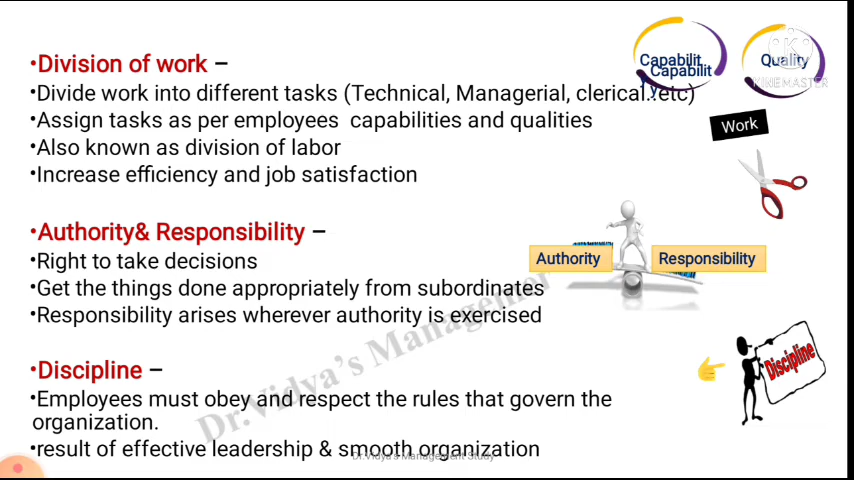 •Division of work –
•Divide work into different tasks (Technical, Managerial, clerical.etc)
•Assign tasks as per employees capabilities and qualities
•Also known as division of labor
•Increase efficiency and job satisfaction
Capabilit
Capabilit
y
Quality
KINEMASTER
Work
•Authority& Responsibility –
•Right to take decisions
•Get the things done appropriately from subordinates
•Responsibility arises wherever authority is exercised
Authority
Responsibility
•Discipline –
•Employees must obey and respect the rules that govern the
organization.
•result of effective leadership & smooth organization
Discipline
Dr.Vidya's Management
Dr.Vidya's Management Study